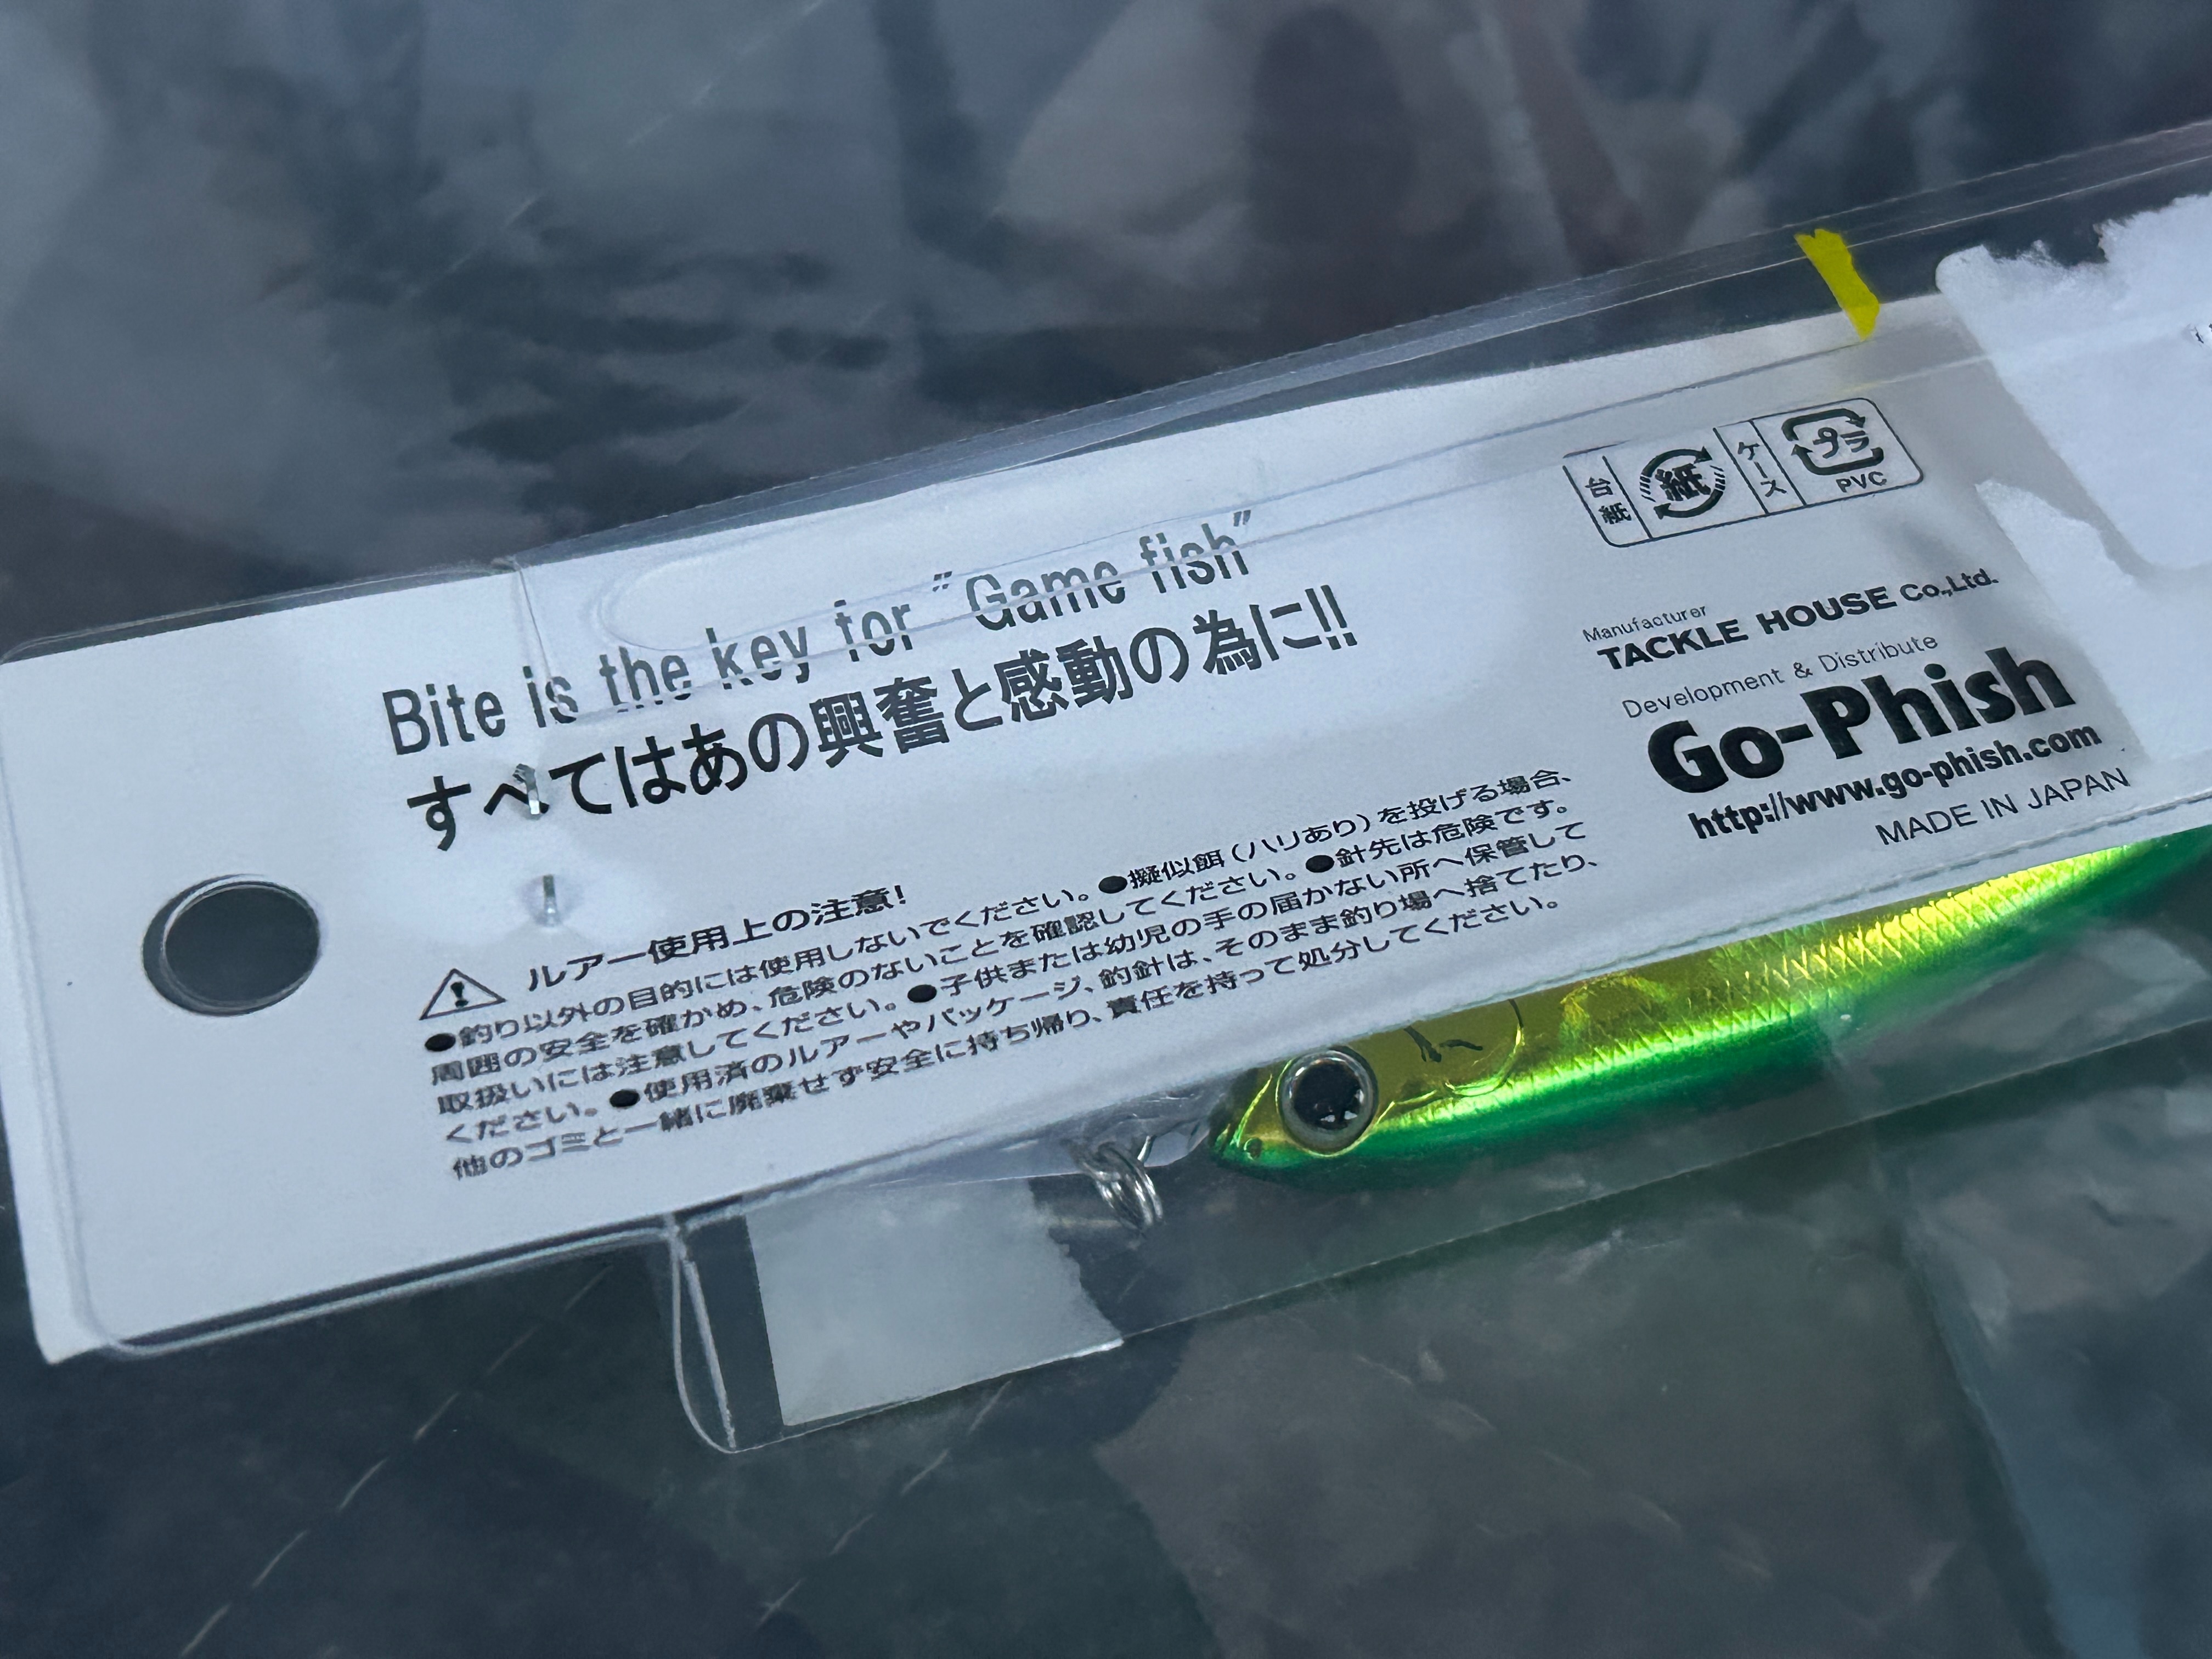 Bite is the key for "Game fish"
すべてはあの興奮と感動の為に!!
ルアー使用上の注意!
●釣り以外の目的には使用しないでください。●擬似餌(ハリあり)を投げる場合、
周囲の安全を確かめ、危険のないことを確認してください。●針先は危険です。
取扱いには注意してください。●子供または幼児の手の届かない所へ保管して
ください。●使用済のルアーやパッケージ、釣針は、そのまま釣り場へ捨てたり、
他のゴミと一緒に廃棄せず安全に持ち帰り、責任を持って処分してください。
台紙
紙
ケース
プラ
PVC
Manufacturer
TACKLE HOUSE Co.,Ltd.
Development & Distribute
Go-Phish
http://www.go-phish.com
MADE IN JAPAN